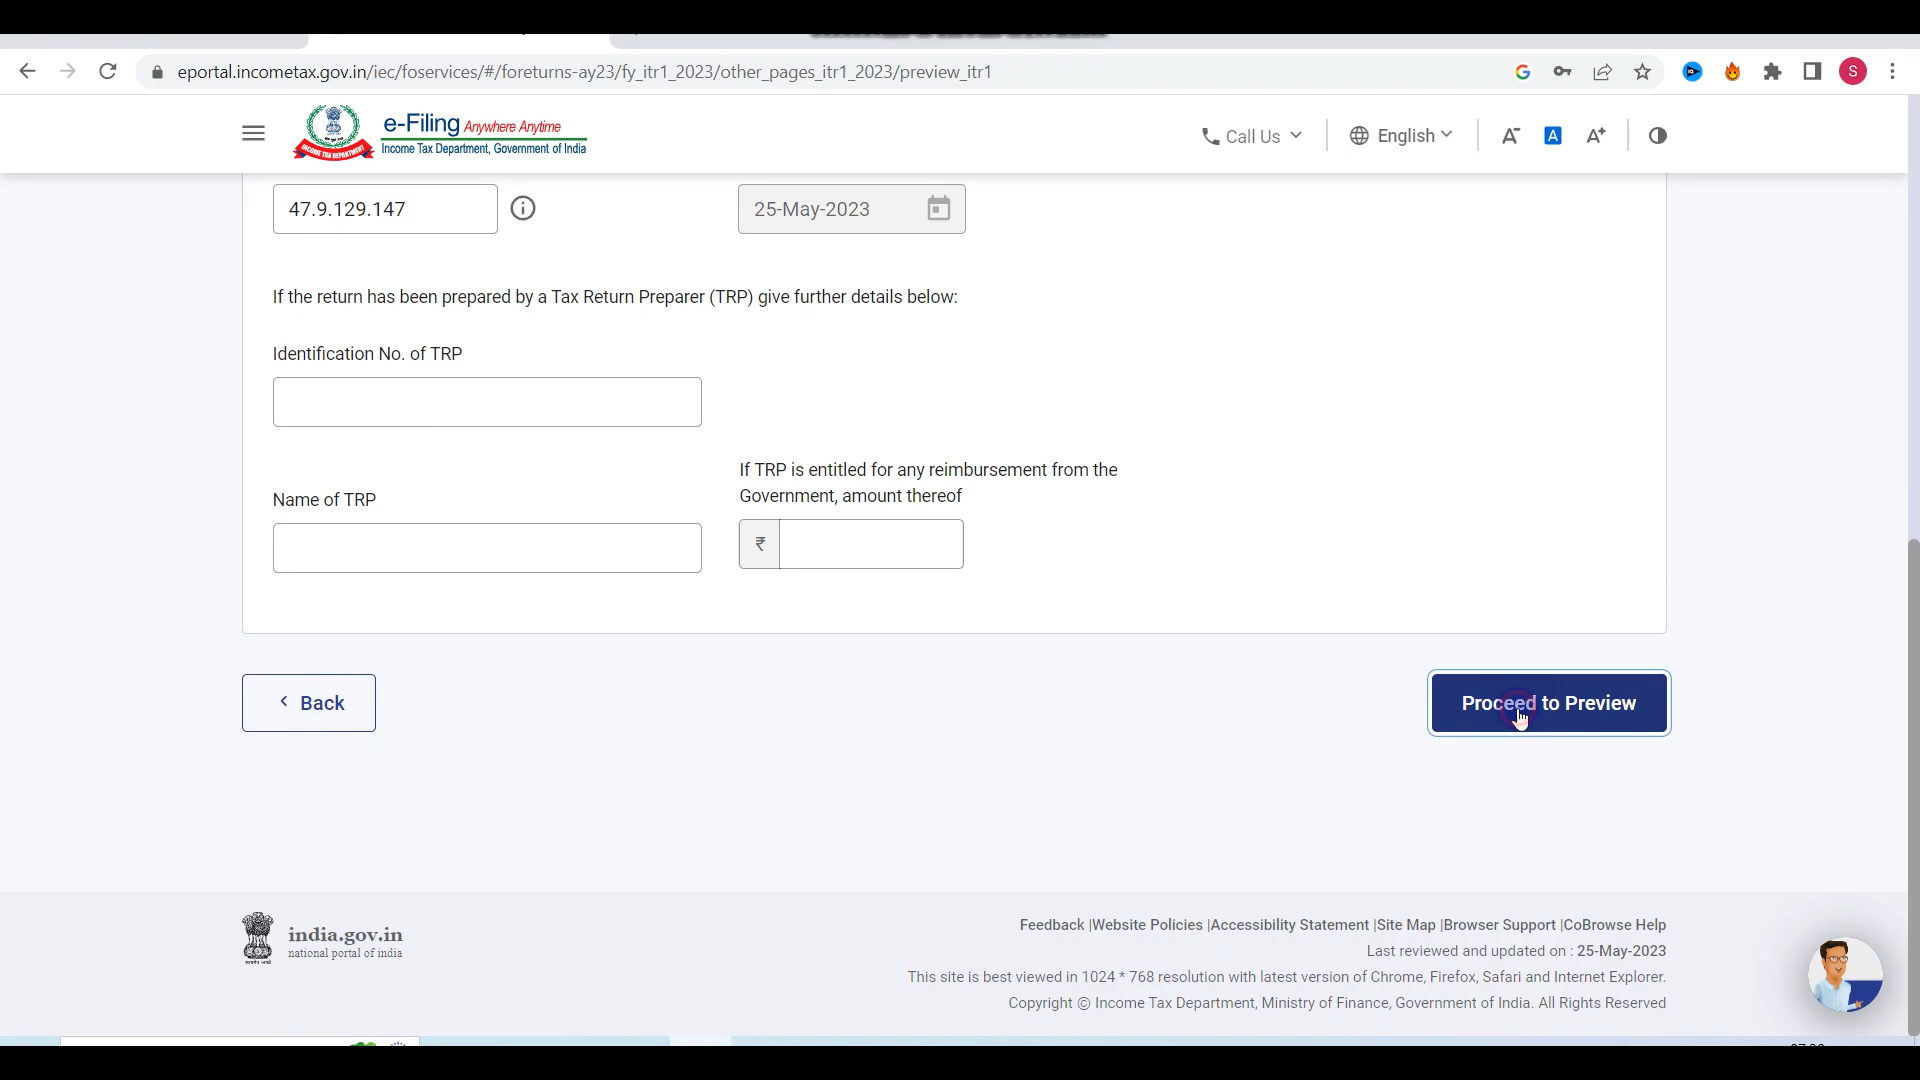 eportal.incometax.gov.in/iec/foservices/#/foreturns-ay23/fy_itr1_2023/other_pages_itr1_2023/preview_itr1
S
e-Filing Anywhere Anytime
Income Tax Department, Government of India
INCOME TAX DEPARTMENT
Call Us
English
A-
A
A+
47.9.129.147
25-May-2023
If the return has been prepared by a Tax Return Preparer (TRP) give further details below:
Identification No. of TRP
If TRP is entitled for any reimbursement from the
Government, amount thereof
Name of TRP
₹
Back
Proceed to Preview
india.gov.in
national portal of india
Feedback |Website Policies |Accessibility Statement |Site Map |Browser Support |CoBrowse Help
Last reviewed and updated on : 25-May-2023
This site is best viewed in 1024 * 768 resolution with latest version of Chrome, Firefox, Safari and Internet Explorer.
Copyright © Income Tax Department, Ministry of Finance, Government of India. All Rights Reserved